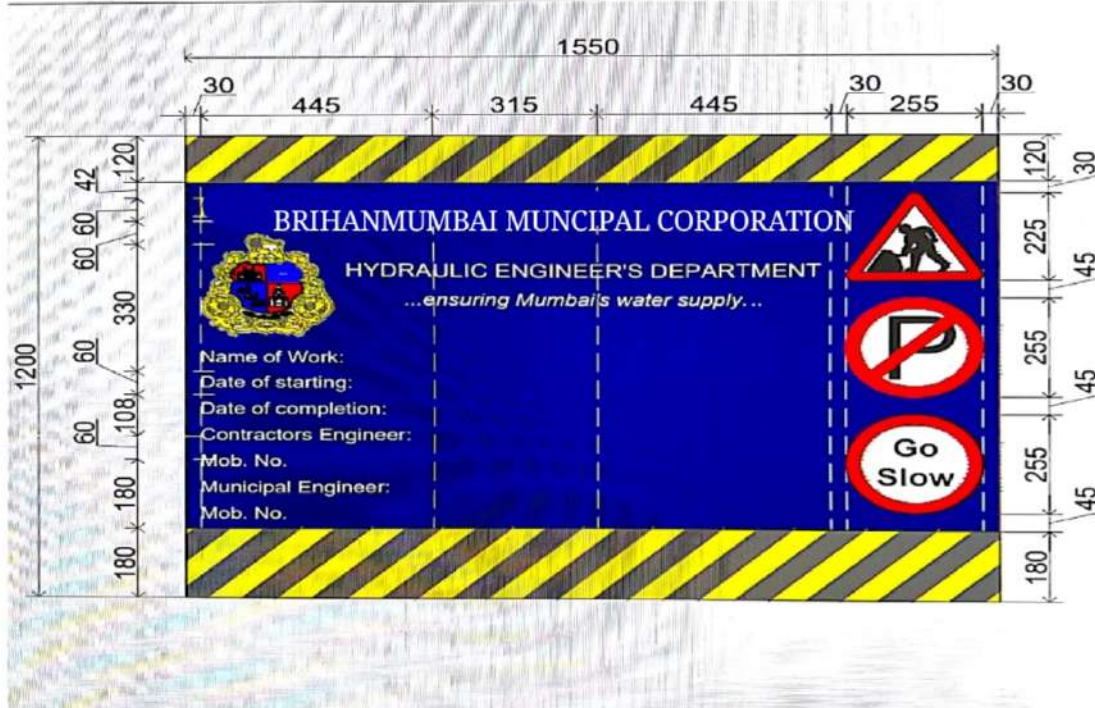 1550
30 445 315 445 30 255 30
120 42 60 60 330 60 108 60 180 180
1200
120 30 225 45 255 45 255 45 180
BRIHANMUMBAI MUNCIPAL CORPORATION
HYDRAULIC ENGINEER'S DEPARTMENT
...ensuring Mumbai's water supply...
Name of Work:
Date of starting:
Date of completion:
Contractors Engineer:
Mob. No.
Municipal Engineer:
Mob. No.
P
Go
Slow